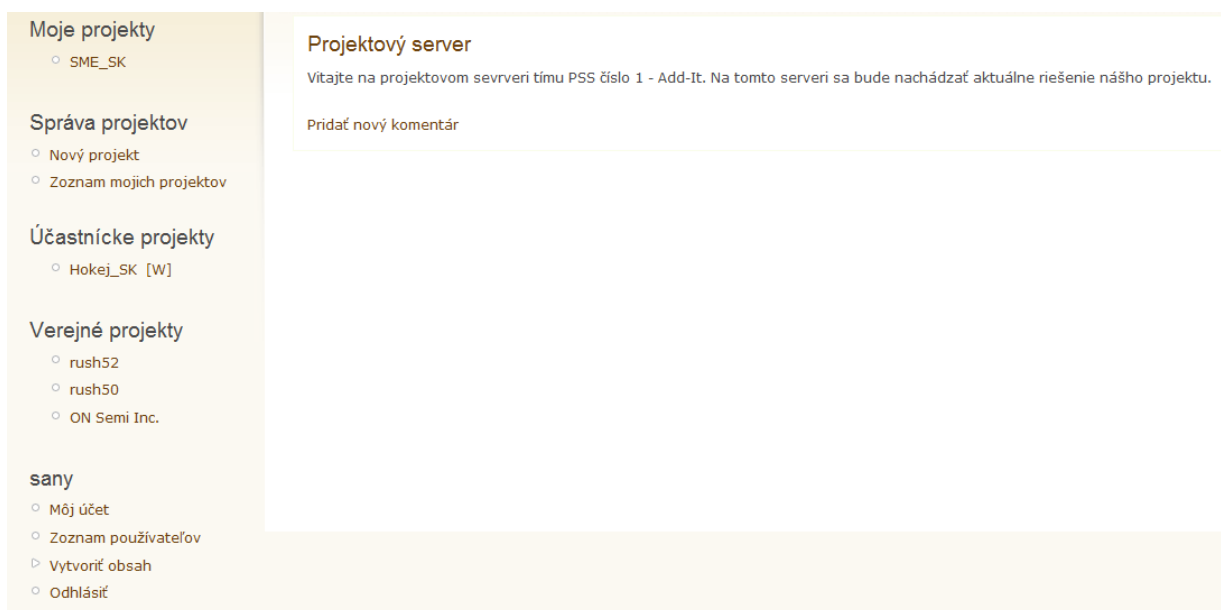 Moje projekty
SME_SK
Správa projektov
Nový projekt
Zoznam mojich projektov
Účastnícke projekty
Hokej_SK [W]
Verejné projekty
rush52
rush50
ON Semi Inc.
sany
Môj účet
Zoznam používateľov
Vytvoriť obsah
Odhlásiť
Projektový server
Vitajte na projektovom sevrveri tímu PSS číslo 1 - Add-It. Na tomto serveri sa bude nachádzať aktuálne riešenie nášho projektu.
Pridať nový komentár